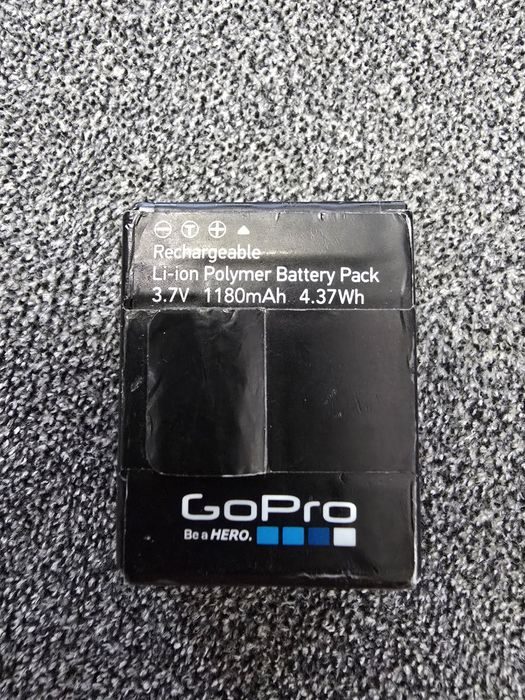 ⊖ Ⓣ ⊕ ▲
Rechargeable
Li-ion Polymer Battery Pack
3.7V 1180mAh 4.37Wh
GoPro
Be a HERO.